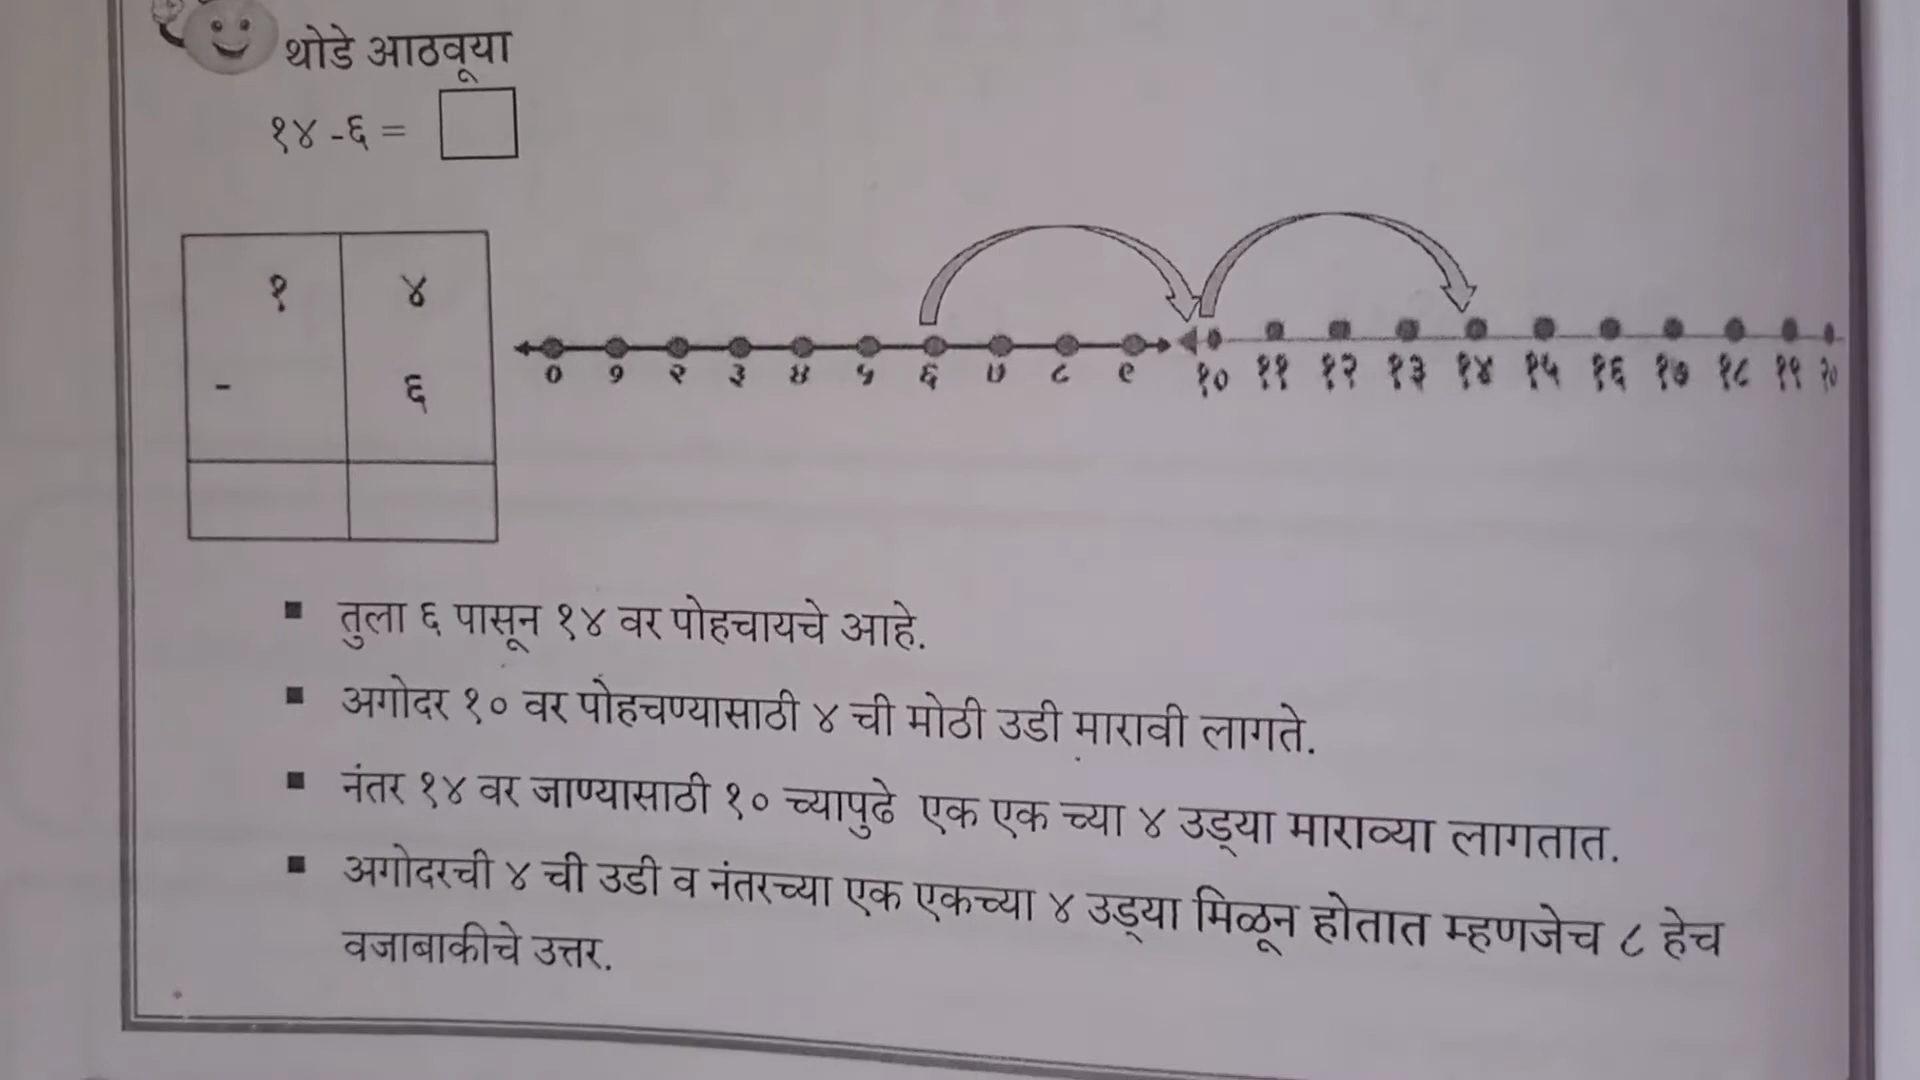 थोडे आठवूया
१४ -६ =
१ ४
- ६
० १ २ ३ ४ ५ ६ ७ ८ ९ १० ११ १२ १३ १४ १५ १६ १७ १८ १९ २०
▪ तुला ६ पासून १४ वर पोहचायचे आहे.
▪ अगोदर १० वर पोहचण्यासाठी ४ ची मोठी उडी मारावी लागते.
▪ नंतर १४ वर जाण्यासाठी १० च्यापुढे एक एक च्या ४ उड्या माराव्या लागतात.
▪ अगोदरची ४ ची उडी व नंतरच्या एक एकच्या ४ उड्या मिळून होतात म्हणजेच ८ हेच
वजाबाकीचे उत्तर.